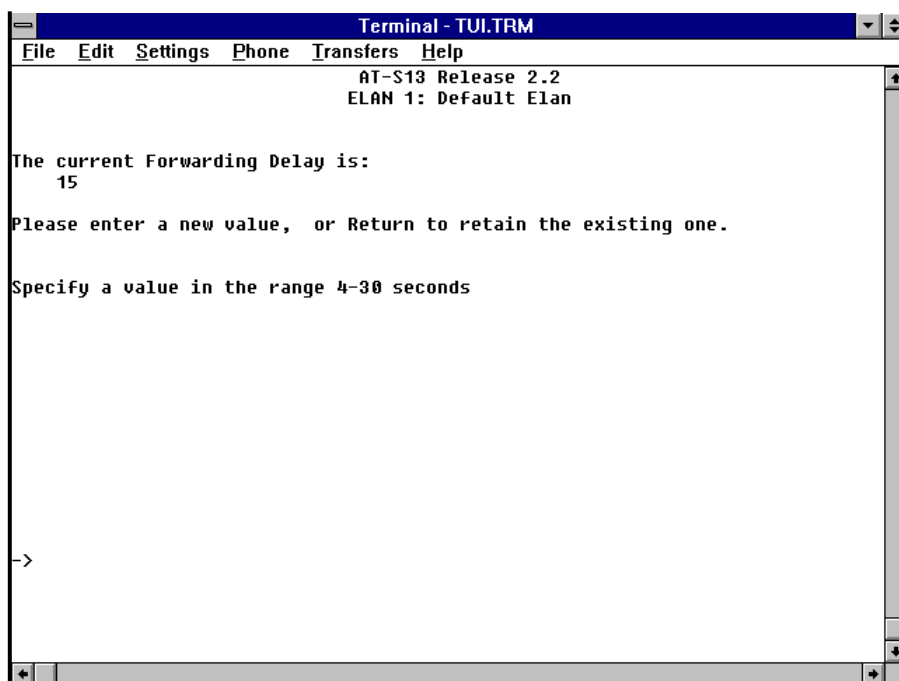 Terminal - TUI.TRM
File Edit Settings Phone Transfers Help
AT-S13 Release 2.2
ELAN 1: Default Elan
The current Forwarding Delay is:
15
Please enter a new value, or Return to retain the existing one.
Specify a value in the range 4-30 seconds
->